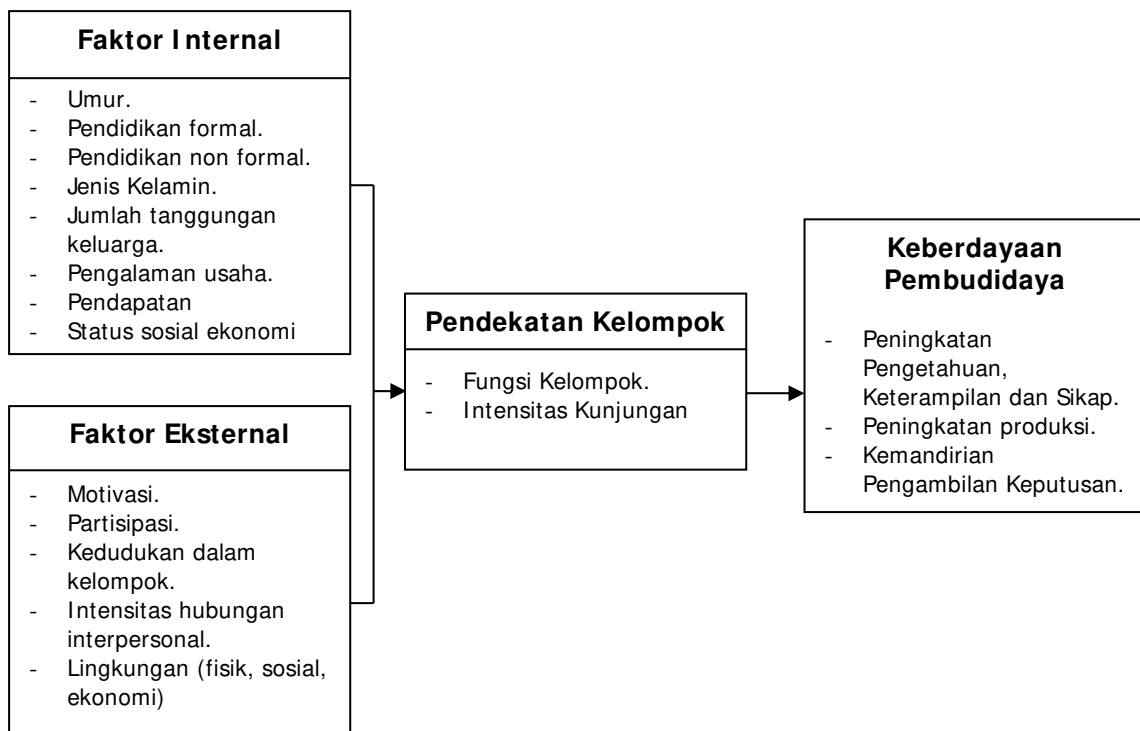 Faktor Internal
- Umur.
- Pendidikan formal.
- Pendidikan non formal.
- Jenis Kelamin.
- Jumlah tanggungan
keluarga.
- Pengalaman usaha.
- Pendapatan
- Status sosial ekonomi
Faktor Eksternal
- Motivasi.
- Partisipasi.
- Kedudukan dalam
kelompok.
- Intensitas hubungan
interpersonal.
- Lingkungan (fisik, sosial,
ekonomi)
Pendekatan Kelompok
- Fungsi Kelompok.
- Intensitas Kunjungan
Keberdayaan
Pembudidaya
- Peningkatan
Pengetahuan,
Keterampilan dan Sikap.
- Peningkatan produksi.
- Kemandirian
Pengambilan Keputusan.